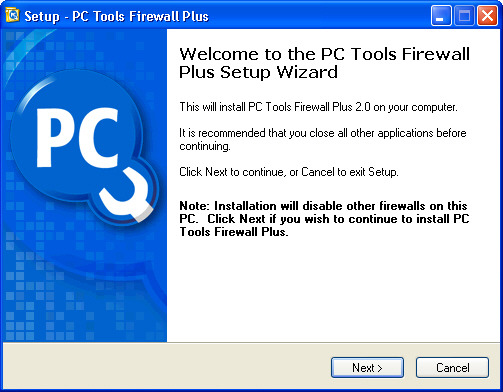 Setup - PC Tools Firewall Plus
PC
Welcome to the PC Tools Firewall
Plus Setup Wizard
This will install PC Tools Firewall Plus 2.0 on your computer.
It is recommended that you close all other applications before
continuing.
Click Next to continue, or Cancel to exit Setup.
Note: Installation will disable other firewalls on this
PC. Click Next if you wish to continue to install PC
Tools Firewall Plus.
Next >
Cancel